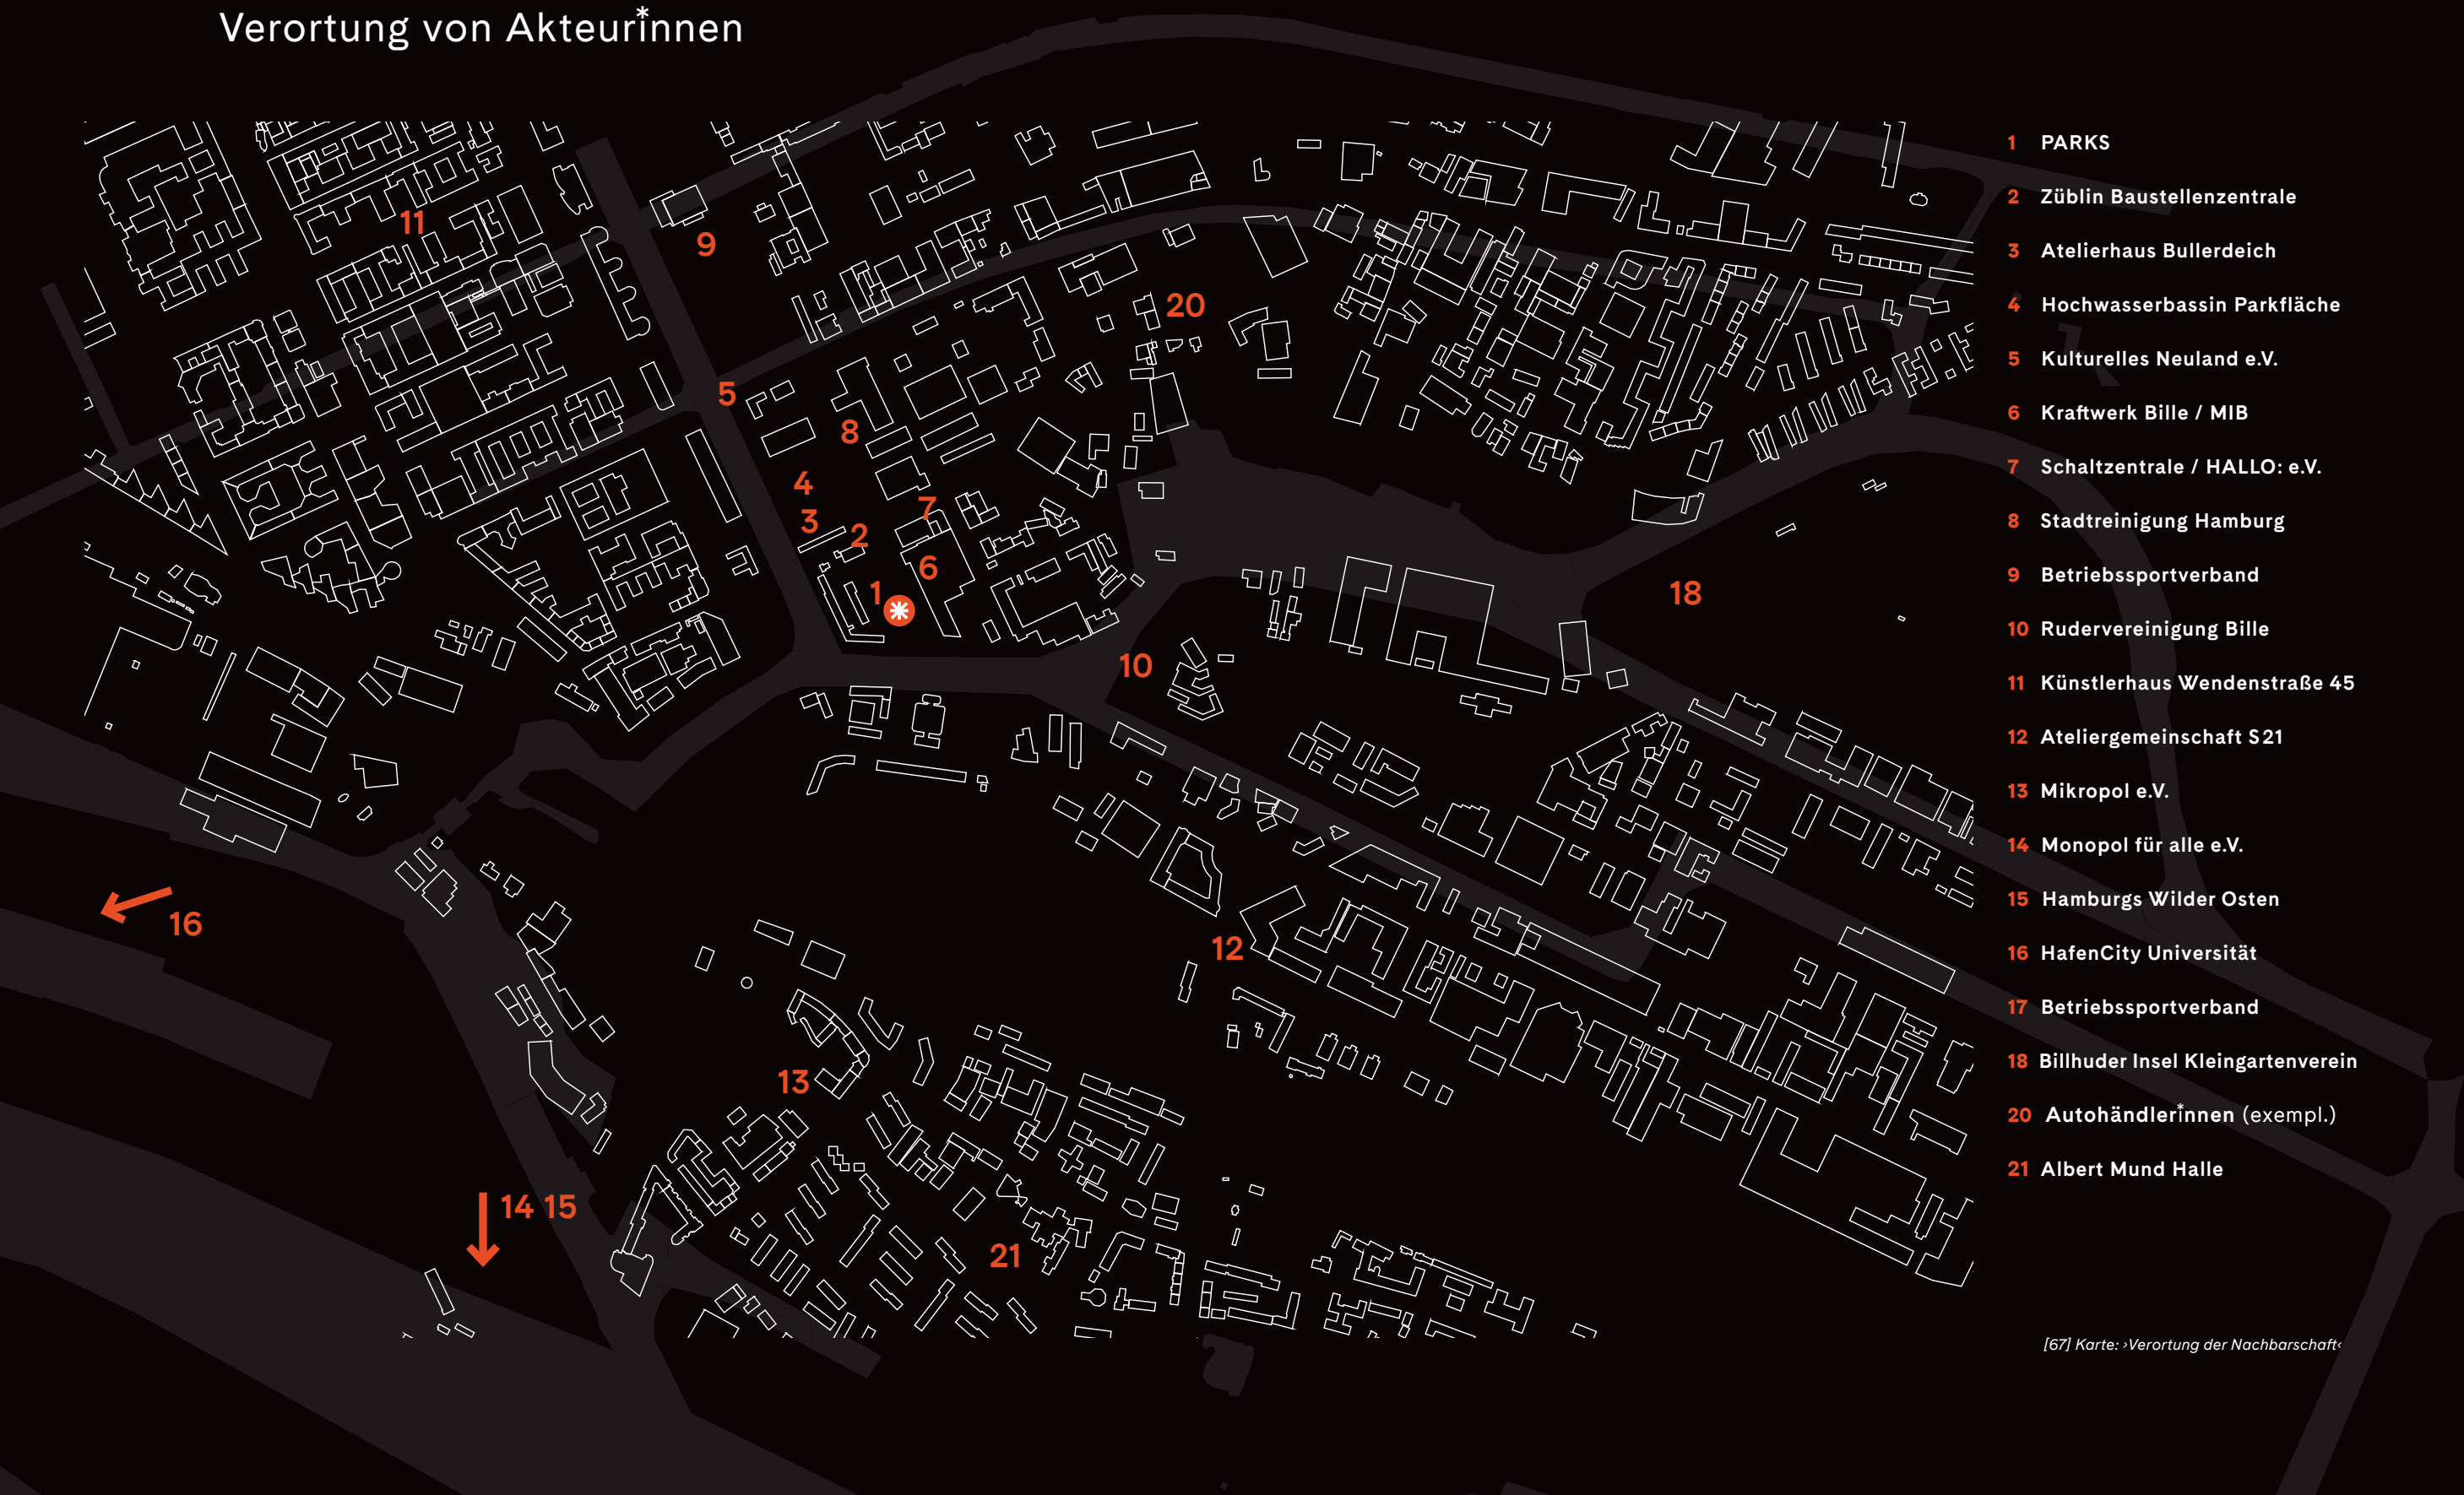 Verortung von Akteur*innen
11
9
20
5
8
4
7
3
2
6
1
18
10
16
12
13
14 15
21
1 PARKS
2 Züblin Baustellenzentrale
3 Atelierhaus Bullerdeich
4 Hochwasserbassin Parkfläche
5 Kulturelles Neuland e.V.
6 Kraftwerk Bille / MIB
7 Schaltzentrale / HALLO: e.V.
8 Stadtreinigung Hamburg
9 Betriebssportverband
10 Rudervereinigung Bille
11 Künstlerhaus Wendenstraße 45
12 Ateliergemeinschaft S21
13 Mikropol e.V.
14 Monopol für alle e.V.
15 Hamburgs Wilder Osten
16 HafenCity Universität
17 Betriebssportverband
18 Billhuder Insel Kleingartenverein
20 Autohändler*innen (exempl.)
21 Albert Mund Halle
[67] Karte: ›Verortung der Nachbarschaft‹